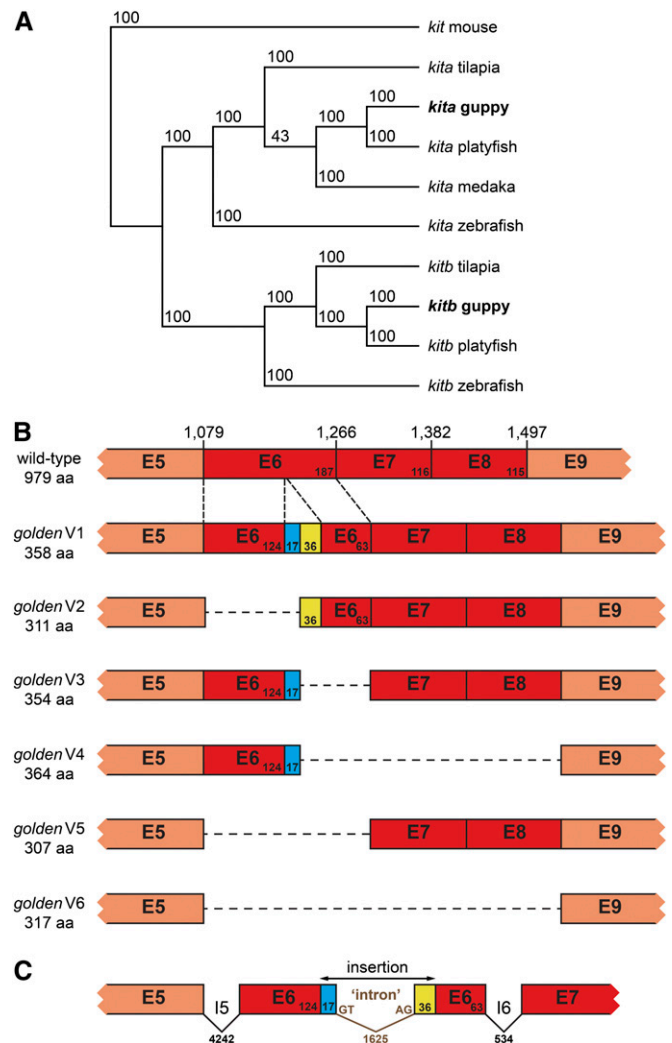 A
100
kit mouse
100
kita tilapia
100
100
kita guppy
100
43
100
kita platyfish
100
100
kita medaka
100
kita zebrafish
100
kitb tilapia
100
100
kitb guppy
100
100
100
kitb platyfish
100
kitb zebrafish
B
1,079 1,266 1,382 1,497
wild-type
979 aa
E5 E6 187 E7 116 E8 115 E9
golden V1
358 aa
E5 E6 124 17 36 E6 63 E7 E8 E9
golden V2
311 aa
E5 36 E6 63 E7 E8 E9
golden V3
354 aa
E5 E6 124 17 E7 E8 E9
golden V4
364 aa
E5 E6 124 17 E9
golden V5
307 aa
E5 E7 E8 E9
golden V6
317 aa
E5 E9
C
insertion
E5 I5 E6 124 17 'intron' 36 E6 63 I6 E7
GT AG
4242 1625 534